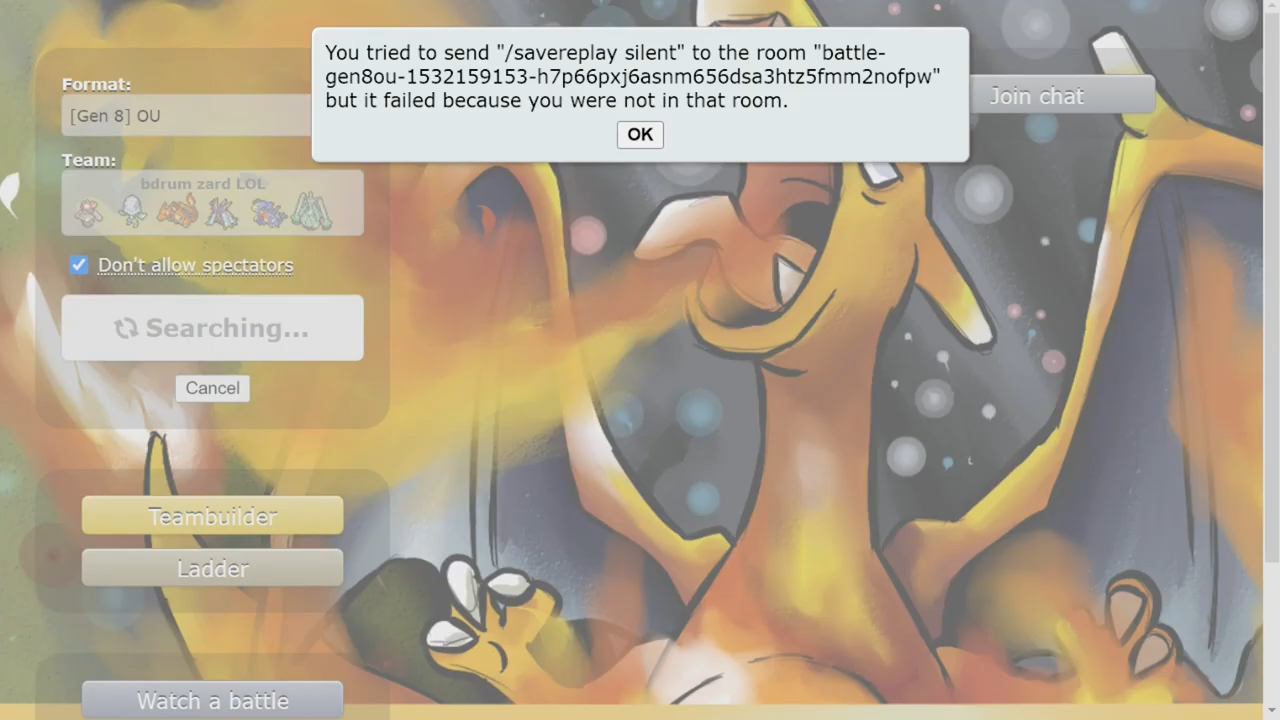 You tried to send "/savereplay silent" to the room "battle-
gen8ou-1532159153-h7p66pxj6asnm656dsa3htz5fmm2nofpw"
but it failed because you were not in that room.
OK
Format:
[Gen 8] OU
Team:
bdrum zard LOL
Don't allow spectators
Searching...
Cancel
Teambuilder
Ladder
Watch a battle
Join chat